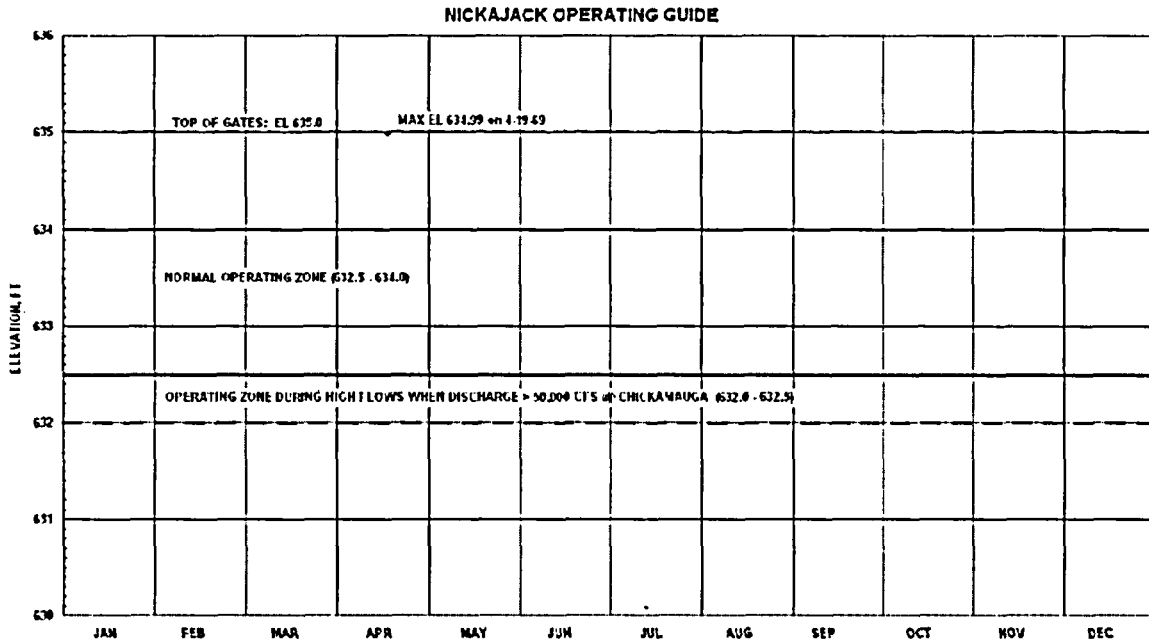 NICKAJACK OPERATING GUIDE
636
TOP OF GATES: EL 635.0
MAX EL 634.99 on 4-19-69
635
634
NORMAL OPERATING ZONE (632.5 - 634.0)
ELEVATION, FT
633
OPERATING ZONE DURING HIGH FLOWS WHEN DISCHARGE > 50,000 CFS at CHICKAMAUGA (632.0 - 632.5)
632
631
630
JAN FEB MAR APR MAY JUN JUL AUG SEP OCT NOV DEC